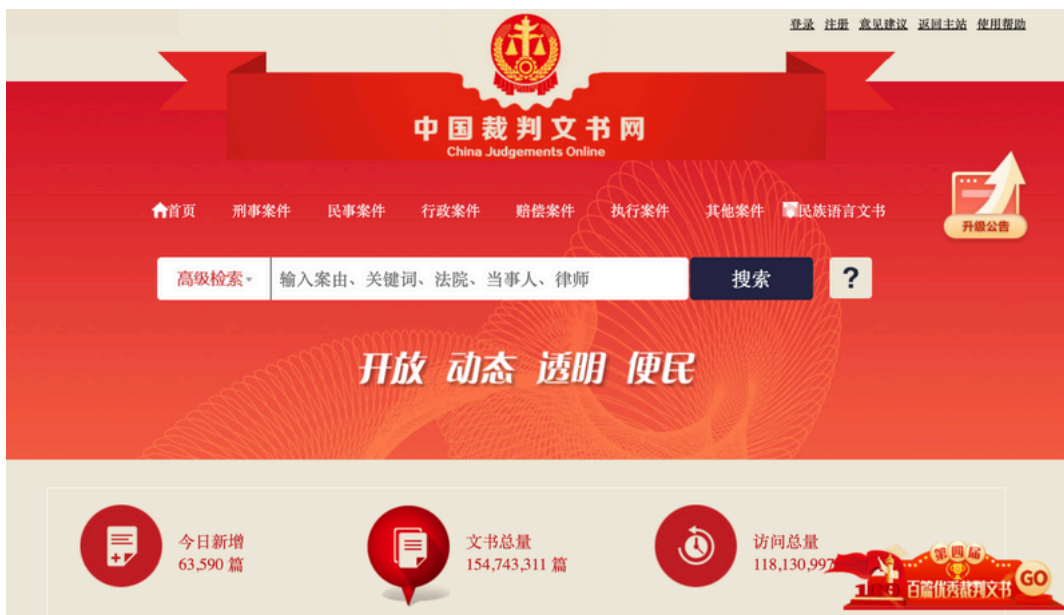 登录 注册 意见建议 返回主站 使用帮助
中国裁判文书网
China Judgements Online
首页 刑事案件 民事案件 行政案件 赔偿案件 执行案件 其他案件 民族语言文书
升级公告
高级检索 输入案由、关键词、法院、当事人、律师 搜索 ?
开放 动态 透明 便民
今日新增
63,590 篇
文书总量
154,743,311 篇
访问总量
118,130,997
第四届
100 百篇优秀裁判文书 GO